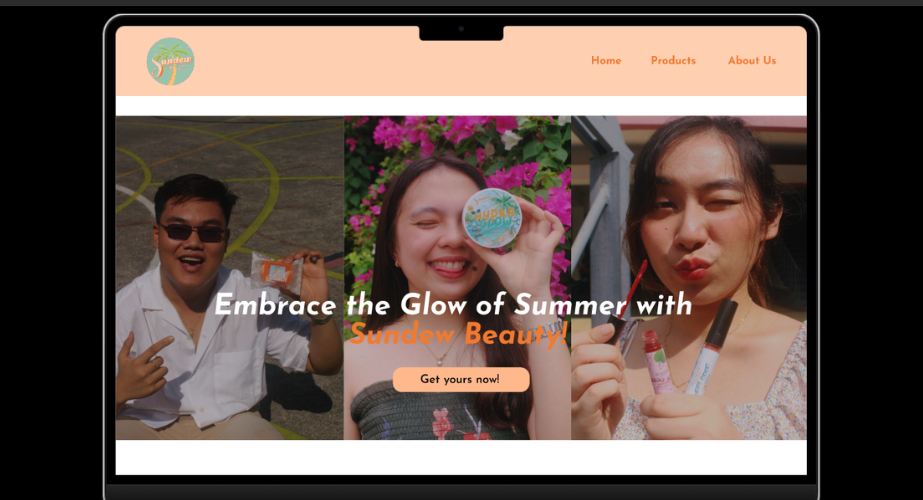 Sundew
Home Products About Us
Embrace the Glow of Summer with
Sundew Beauty!
Get yours now!